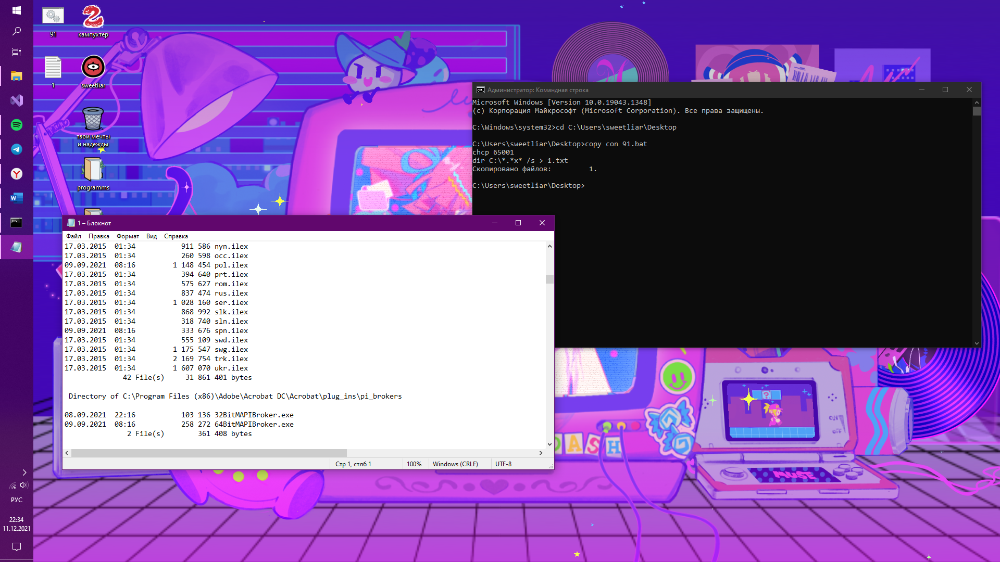 91
кампухтер
1
sweetliar
твои мечты
и надежды
programms
Администратор: Командная строка
Microsoft Windows [Version 10.0.19043.1348]
(c) Корпорация Майкрософт (Microsoft Corporation). Все права защищены.
C:\Windows\system32>cd C:\Users\sweetliar\Desktop
C:\Users\sweetliar\Desktop>copy con 91.bat
chcp 65001
dir C:\*.*x* /s > 1.txt
Скопировано файлов:         1.
C:\Users\sweetliar\Desktop>
1 – Блокнот
Файл Правка Формат Вид Справка
17.03.2015  01:34           911 586 nyn.ilex
17.03.2015  01:34           260 598 occ.ilex
09.09.2021  08:16         1 148 454 pol.ilex
17.03.2015  01:34           394 640 prt.ilex
17.03.2015  01:34           575 627 rom.ilex
17.03.2015  01:34           837 474 rus.ilex
17.03.2015  01:34         1 028 160 ser.ilex
17.03.2015  01:34           868 992 slk.ilex
17.03.2015  01:34           318 740 sln.ilex
09.09.2021  08:16           333 676 spn.ilex
17.03.2015  01:34           555 109 swd.ilex
17.03.2015  01:34         1 175 547 swg.ilex
17.03.2015  01:34         2 169 754 trk.ilex
17.03.2015  01:34         1 607 070 ukr.ilex
42 File(s)     31 861 401 bytes
Directory of C:\Program Files (x86)\Adobe\Acrobat DC\Acrobat\plug_ins\pi_brokers
08.09.2021  22:16           103 136 32BitMAPIBroker.exe
09.09.2021  08:16           258 272 64BitMAPIBroker.exe
2 File(s)        361 408 bytes
Стр 1, стлб 1 100% Windows (CRLF) UTF-8
DASH
MUSE
РУС
22:34
11.12.2021